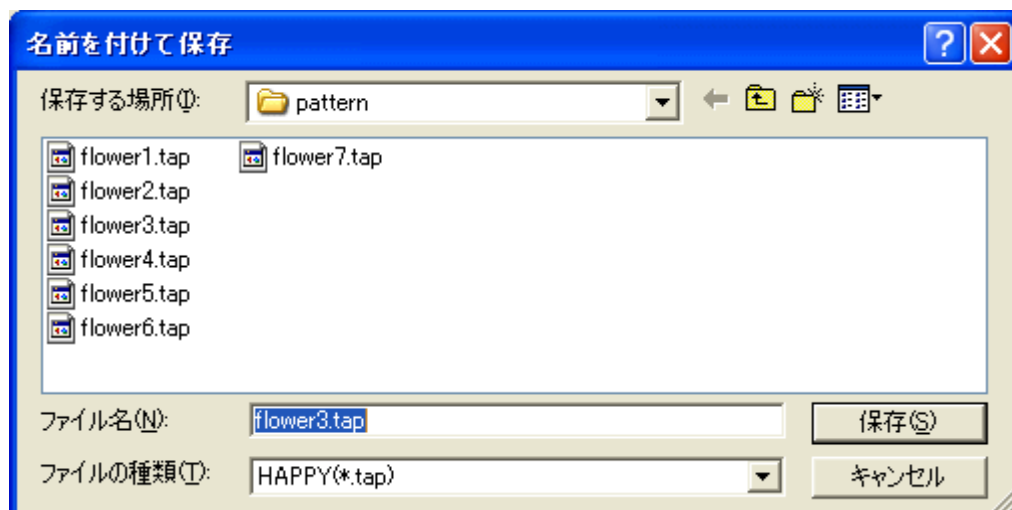 名前を付けて保存
保存する場所(I): pattern
flower1.tap flower7.tap
flower2.tap
flower3.tap
flower4.tap
flower5.tap
flower6.tap
ファイル名(N): flower3.tap 保存(S)
ファイルの種類(T): HAPPY(*.tap) キャンセル